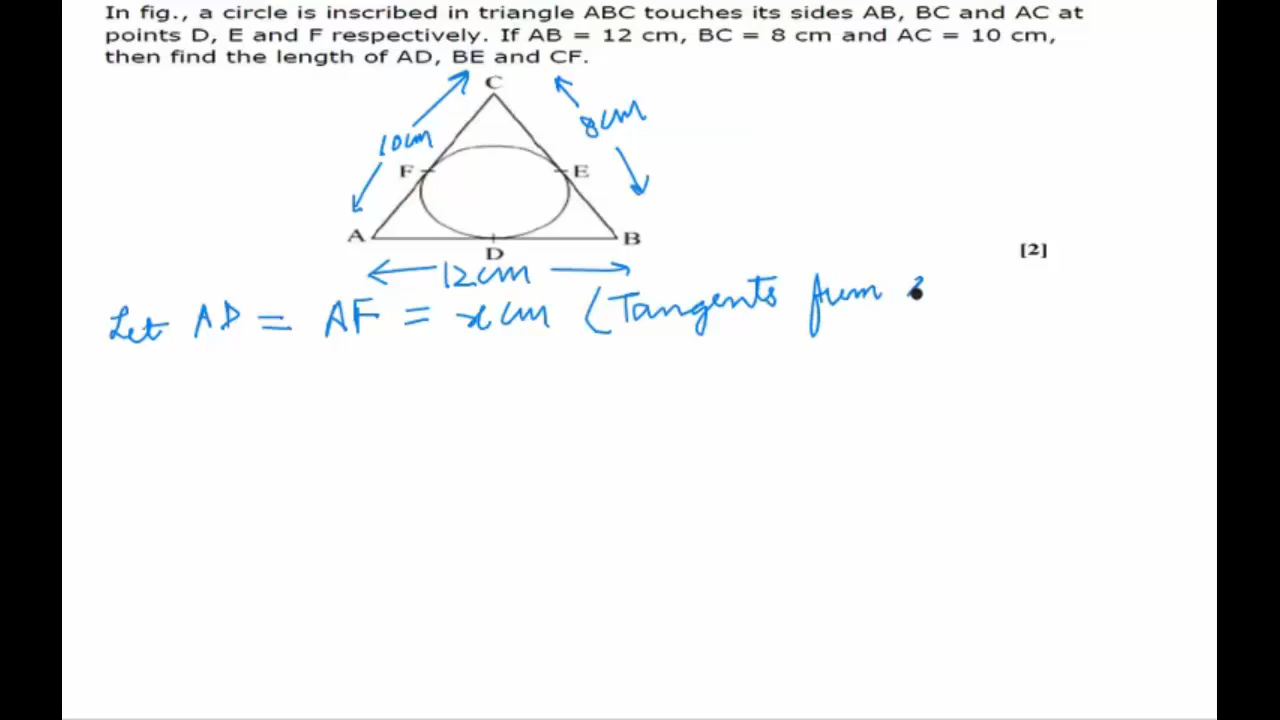 In fig., a circle is inscribed in triangle ABC touches its sides AB, BC and AC at
points D, E and F respectively. If AB = 12 cm, BC = 8 cm and AC = 10 cm,
then find the length of AD, BE and CF.
C
10cm
8cm
F
E
A
B
D
[2]
12cm
Let AD = AF = x cm (Tangents from